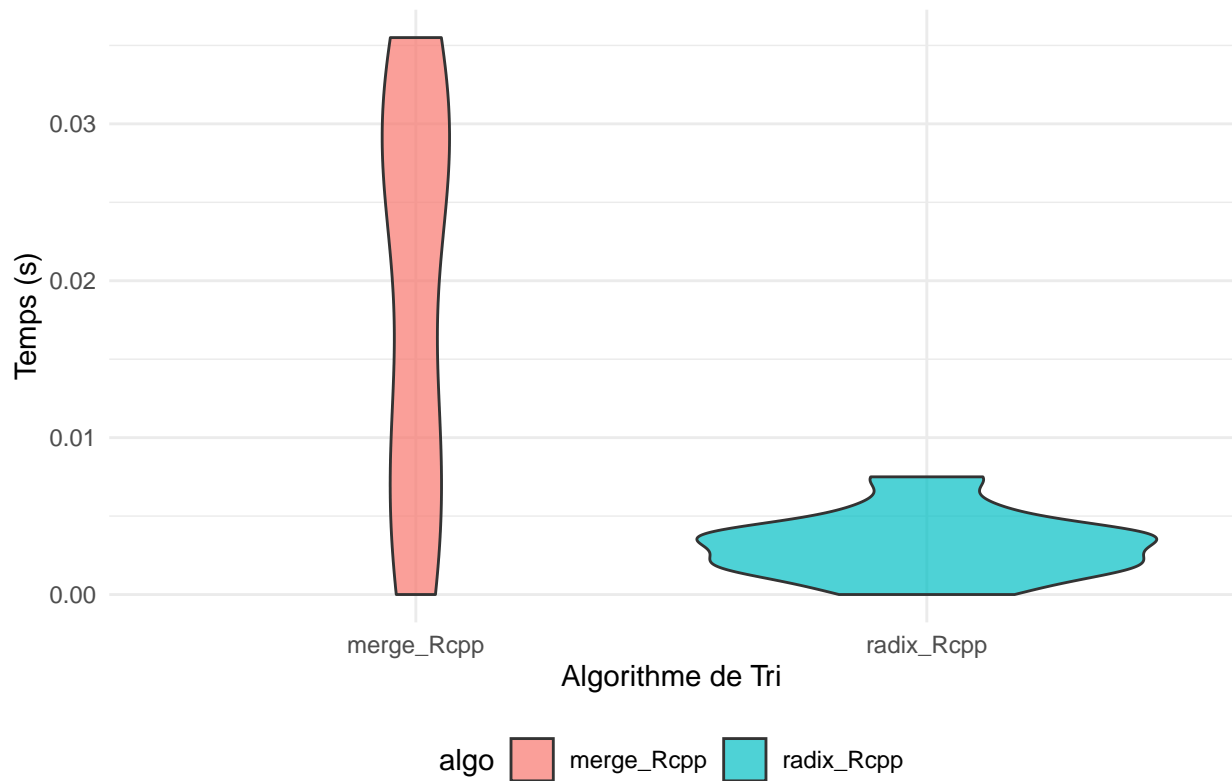 0.03
0.02
0.01
0.00
Temps (s)
merge_Rcpp radix_Rcpp
Algorithme de Tri
algo merge_Rcpp radix_Rcpp